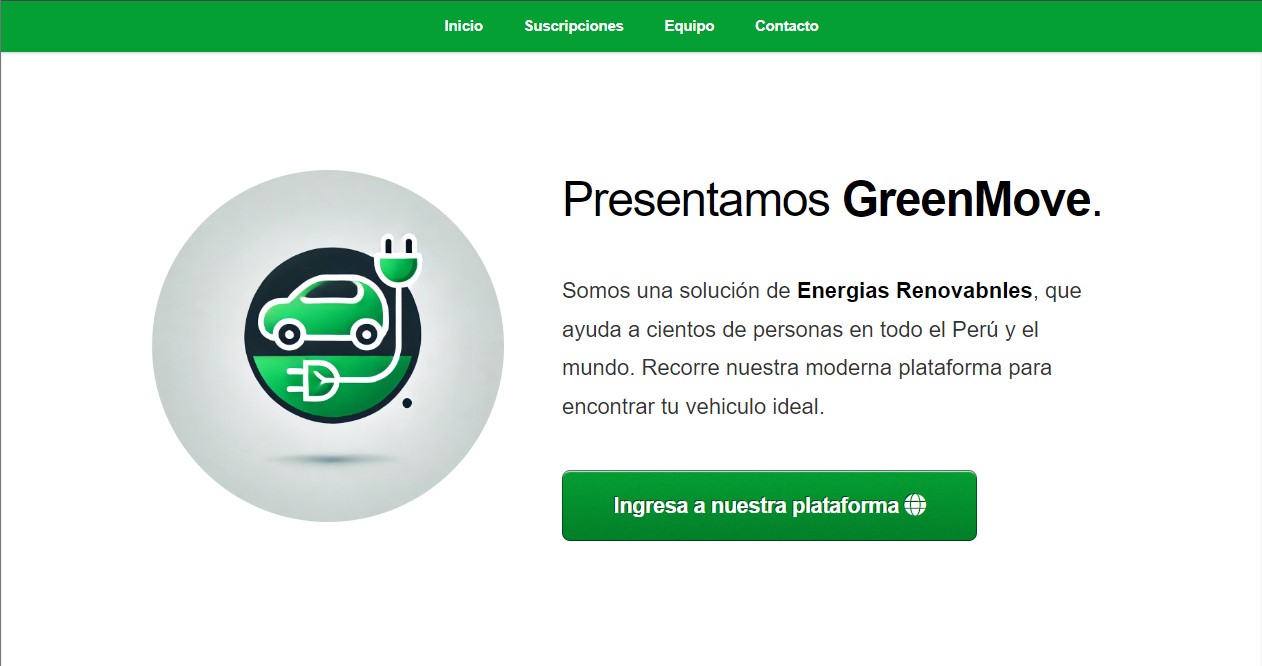 Inicio Suscripciones Equipo Contacto
Presentamos GreenMove.
Somos una solución de Energias Renovabnles, que
ayuda a cientos de personas en todo el Perú y el
mundo. Recorre nuestra moderna plataforma para
encontrar tu vehiculo ideal.
Ingresa a nuestra plataforma